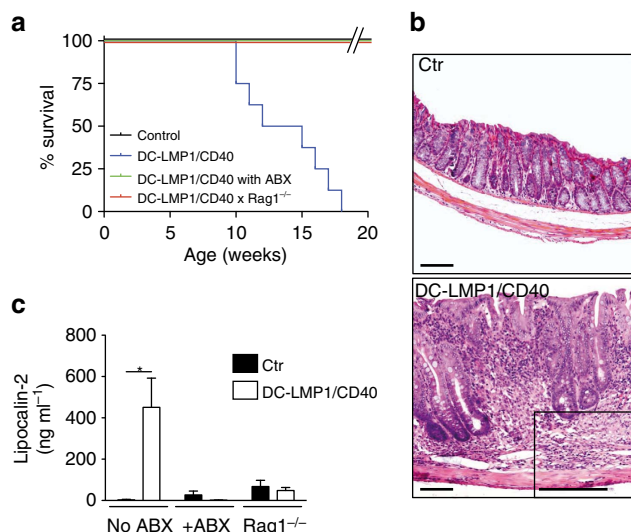 a
100
75
50
25
0
% survival
Control
DC-LMP1/CD40
DC-LMP1/CD40 with ABX
DC-LMP1/CD40 x Rag1⁻/⁻
0 5 10 15 20
Age (weeks)
b
Ctr
DC-LMP1/CD40
c
800
600
400
200
0
Lipocalin-2
(ng ml⁻¹)
*
Ctr
DC-LMP1/CD40
No ABX +ABX Rag1⁻/⁻